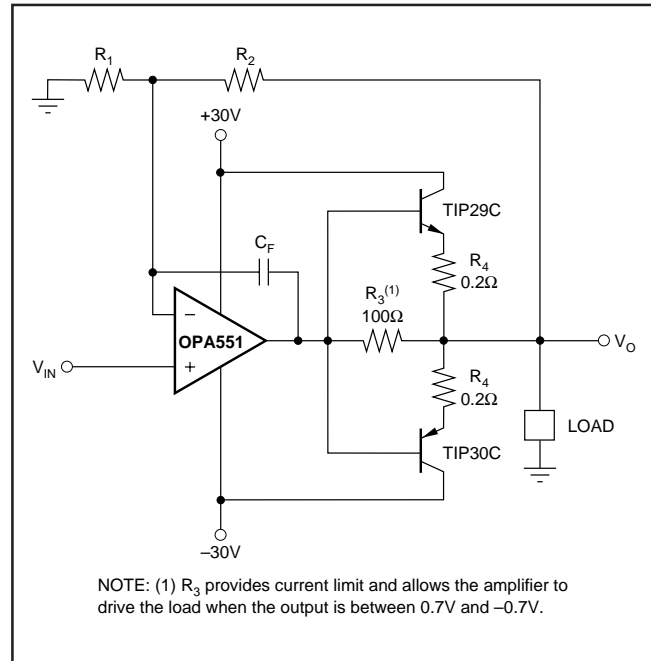 R1
R2
+30V
TIP29C
CF
R4
0.2Ω
R3(1)
100Ω
–
OPA551
+
VIN
VO
R4
0.2Ω
LOAD
TIP30C
–30V
NOTE: (1) R3 provides current limit and allows the amplifier to
drive the load when the output is between 0.7V and –0.7V.